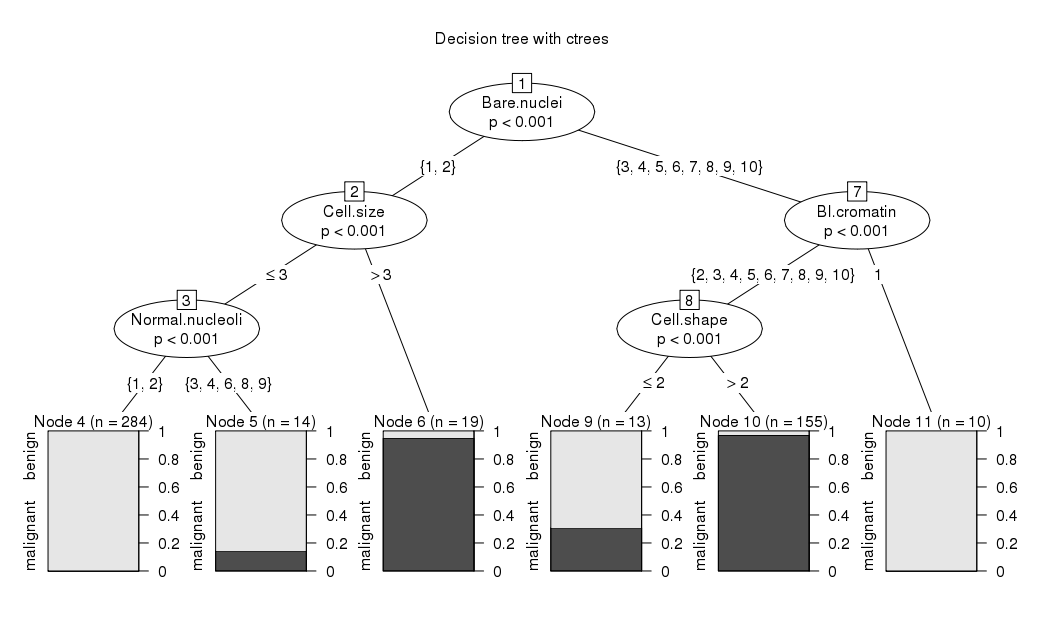 Decision tree with ctrees
1
Bare.nuclei
p < 0.001
{1, 2}
{3, 4, 5, 6, 7, 8, 9, 10}
2
Cell.size
p < 0.001
7
Bl.cromatin
p < 0.001
≤ 3
> 3
{2, 3, 4, 5, 6, 7, 8, 9, 10}
1
3
Normal.nucleoli
p < 0.001
8
Cell.shape
p < 0.001
{1, 2}
{3, 4, 6, 8, 9}
≤ 2
> 2
Node 4 (n = 284)
malignant
benign
1
0.8
0.6
0.4
0.2
0
Node 5 (n = 14)
malignant
benign
1
0.8
0.6
0.4
0.2
0
Node 6 (n = 19)
malignant
benign
1
0.8
0.6
0.4
0.2
0
Node 9 (n = 13)
malignant
benign
1
0.8
0.6
0.4
0.2
0
Node 10 (n = 155)
malignant
benign
1
0.8
0.6
0.4
0.2
0
Node 11 (n = 10)
malignant
benign
1
0.8
0.6
0.4
0.2
0